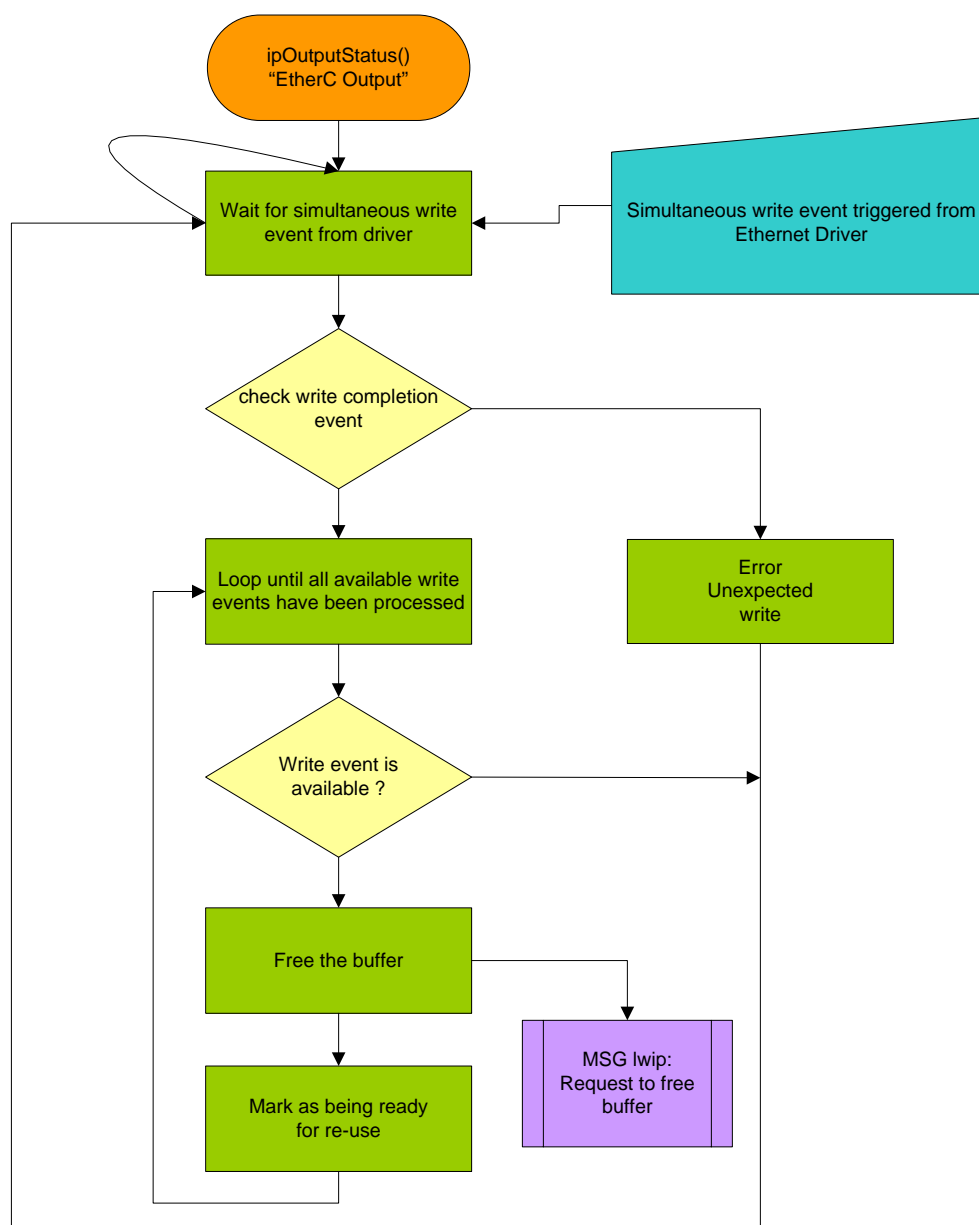 ipOutputStatus()
“EtherC Output”
Wait for simultaneous write
event from driver
Simultaneous write event triggered from
Ethernet Driver
check write completion
event
Loop until all available write
events have been processed
Error
Unexpected
write
Write event is
available ?
Free the buffer
MSG lwip:
Request to free
buffer
Mark as being ready
for re-use